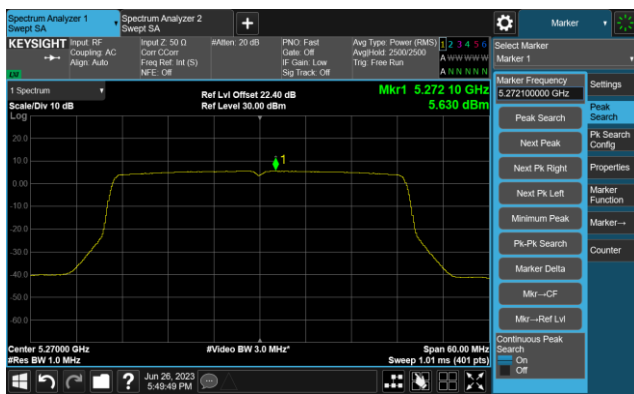 Spectrum Analyzer 1
Swept SA
Spectrum Analyzer 2
Swept SA
+
Marker
KEYSIGHT
Input: RF
Coupling: AC
Align: Auto
Input Z: 50 Ω
Corr CCorr
Freq Ref: Int (S)
NFE: Off
#Atten: 20 dB
PNO: Fast
Gate: Off
IF Gain: Low
Sig Track: Off
Avg Type: Power (RMS)
Avg|Hold: 2500/2500
Trig: Free Run
1 2 3 4 5 6
A W W W W W
A N N N N N
Select Marker
Marker 1
1 Spectrum
Scale/Div 10 dB
Log
Ref Lvl Offset 22.40 dB
Ref Level 30.00 dBm
Mkr1 5.272 10 GHz
5.630 dBm
20.0
10.0
0.00
-10.0
-20.0
-30.0
-40.0
-50.0
-60.0
1
Center 5.27000 GHz
#Res BW 1.0 MHz
#Video BW 3.0 MHz*
Span 60.00 MHz
Sweep 1.01 ms (401 pts)
Marker Frequency
5.272100000 GHz
Peak Search
Next Peak
Next Pk Right
Next Pk Left
Minimum Peak
Pk-Pk Search
Marker Delta
Mkr→CF
Mkr→Ref Lvl
Continuous Peak
Search
On
Off
Settings
Peak
Search
Pk Search
Config
Properties
Marker
Function
Marker→
Counter
?
Jun 26, 2023
5:49:49 PM